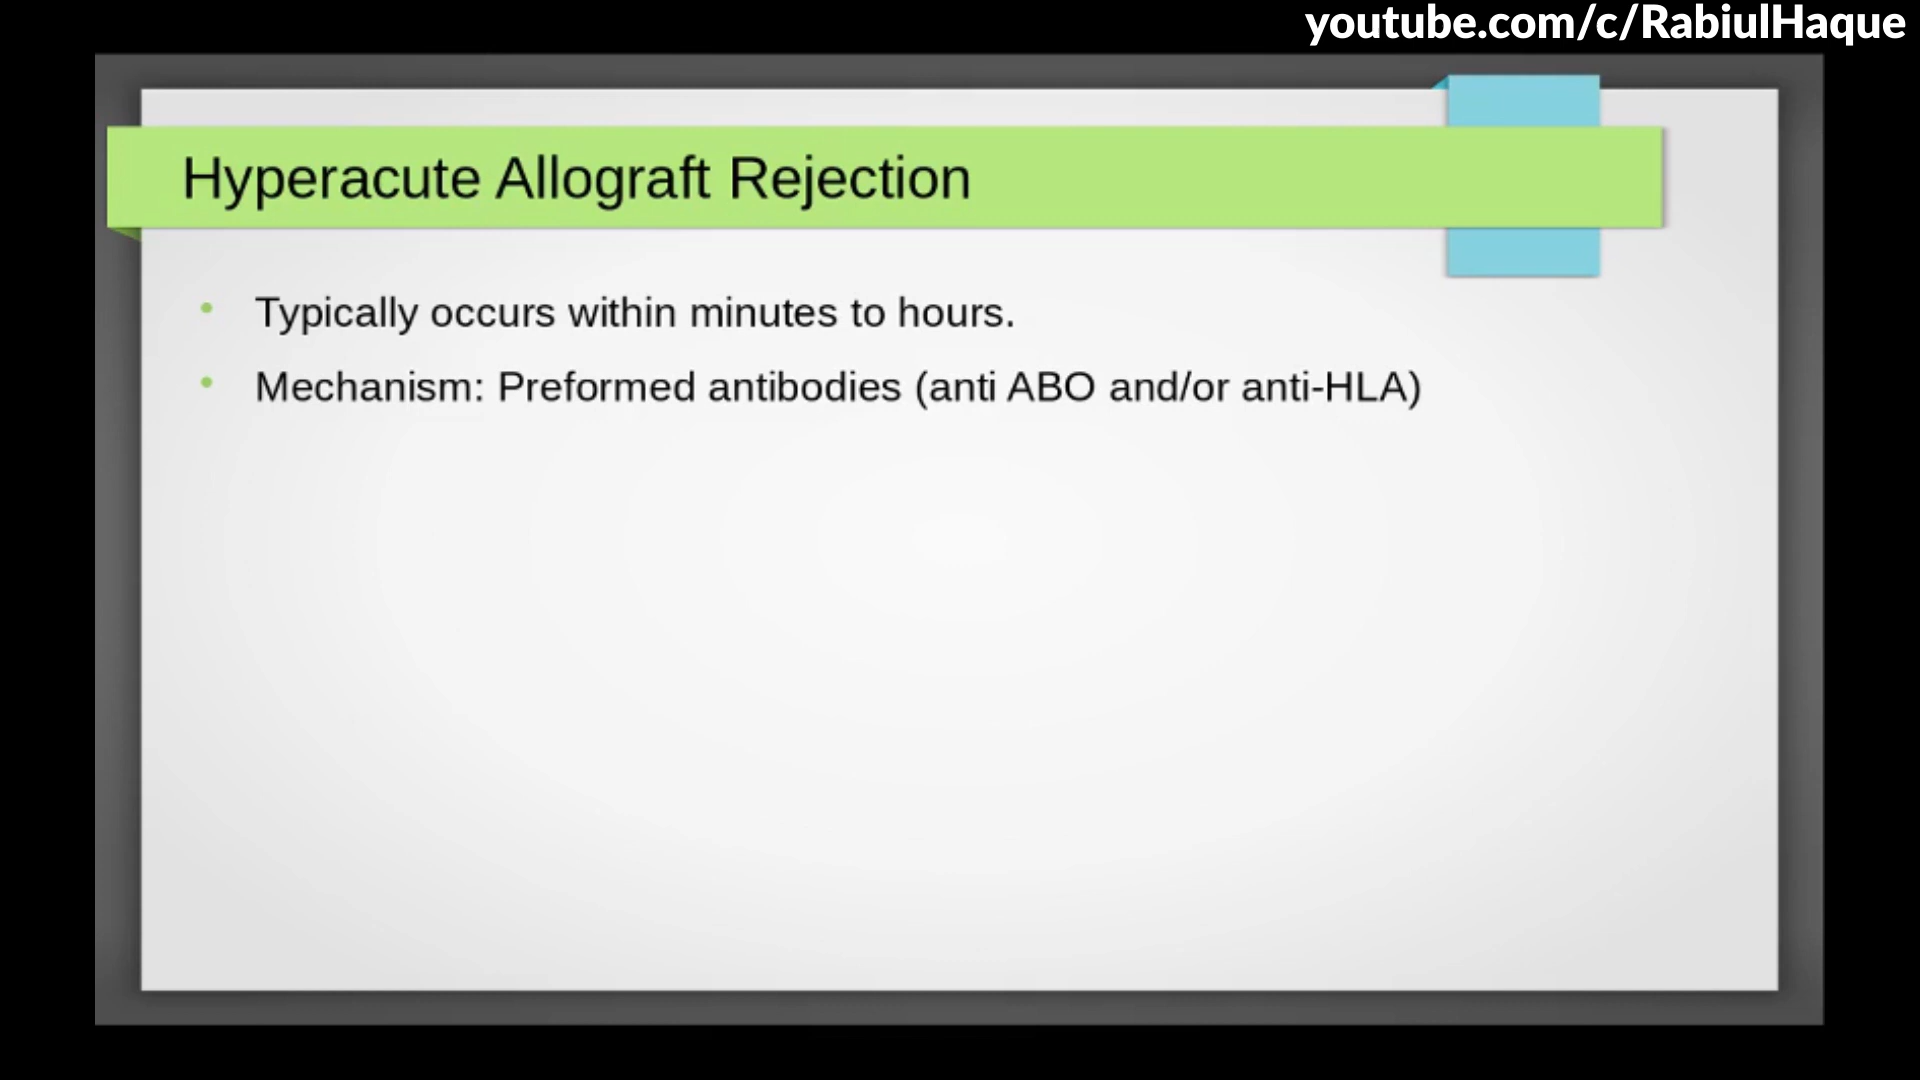 youtube.com/c/RabiulHaque
Hyperacute Allograft Rejection
• Typically occurs within minutes to hours.
• Mechanism: Preformed antibodies (anti ABO and/or anti-HLA)